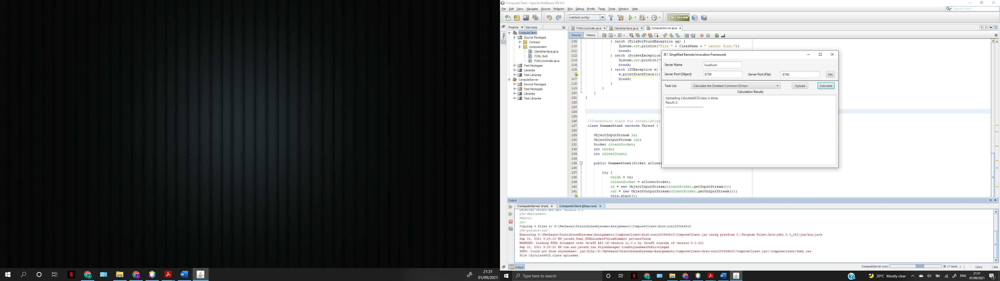 ComputeClient - Apache NetBeans IDE 9.0
File Edit View Navigate Source Refactor Run Debug Profile Team Tools Window Help
Search (Ctrl+I)
<default config>
230.2/364.5MB
Projects Services
Files
ComputeClient
Source Packages
Contract
computeclient
ClientInterface.java
FXML.fxml
FXMLController.java
Test Packages
Libraries
Test Libraries
ComputeServer
Source Packages
Test Packages
Libraries
Test Libraries
FXMLController.java ClientInterface.java ComputeServer.java
Source History
109 } catch (FileNotFoundException ex) {
110 System.out.println("File " + ClassName + " cannot find.");
111 break;
112 } catch (SocketException
113 System.out.println("
114 break;
115 } catch (IOException e) {
e.printStackTrace();
117 break;
118 }
119 }
120 }
121 }
122
123
124
125
126 //Connection class for establishing
127 class Connection1 extends Thread {
128
129 ObjectInputStream in;
130 ObjectOutputStream out;
131 Socket clientSocket;
132 int thrdn;
133 int clientCount;
134
135 public Connection1(Socket aClient
136
137 try {
138 thrdn = tn;
139 clientSocket = aClientSocket;
140 in = new ObjectInputStream(clientSocket.getInputStream());
141 out = new ObjectOutputStream(clientSocket.getOutputStream());
this.start();
Simplified Remote Invocation Framework
Server Name localhost
Server Port (Object) 6789 Server Port (File) 6790 Set
Task List Calculate the Greatest Common Divisor Upload Calculate
Calculation Results
Uploading CalculateGCD.class is done.
Result: 2.
------------------------------
Output
ComputeServer (run) ComputeClient (jfxsa-run)
jfx-deployment:
deploy:
jar:
Copying 3 files to D:\Netbeans\DistributedSystems\Assignment1\ComputeClient\dist\run1288644518
jfx-project-run:
Executing D:\Netbeans\DistributedSystems\Assignment1\ComputeClient\dist\run1288644518\ComputeClient.jar using platform C:\Program Files\Java\jdk1.8.0_281\jre/bin/java
Sep 01, 2021 9:28:19 PM javafx.fxml.FXMLLoader$ValueElement processValue
WARNING: Loading FXML document with JavaFX API of version 11.0.1 by JavaFX runtime of version 8.0.281
Sep 01, 2021 9:28:20 PM com.sun.javafx.css.StyleManager loadStylesheetUnPrivileged
INFO: Could not find stylesheet: jar:file:/D:/Netbeans/DistributedSystems/Assignment1/ComputeClient/dist/run1288644518/ComputeClient.jar!/computeclient/fxml.css
File CalculateGCD.class uploaded.
Output
ComputeServer (run) (1 more...) 124:5 INS
21:31
01/09/2021
Type here to search
20°C Mostly clear
ENG
21:31
01/09/2021